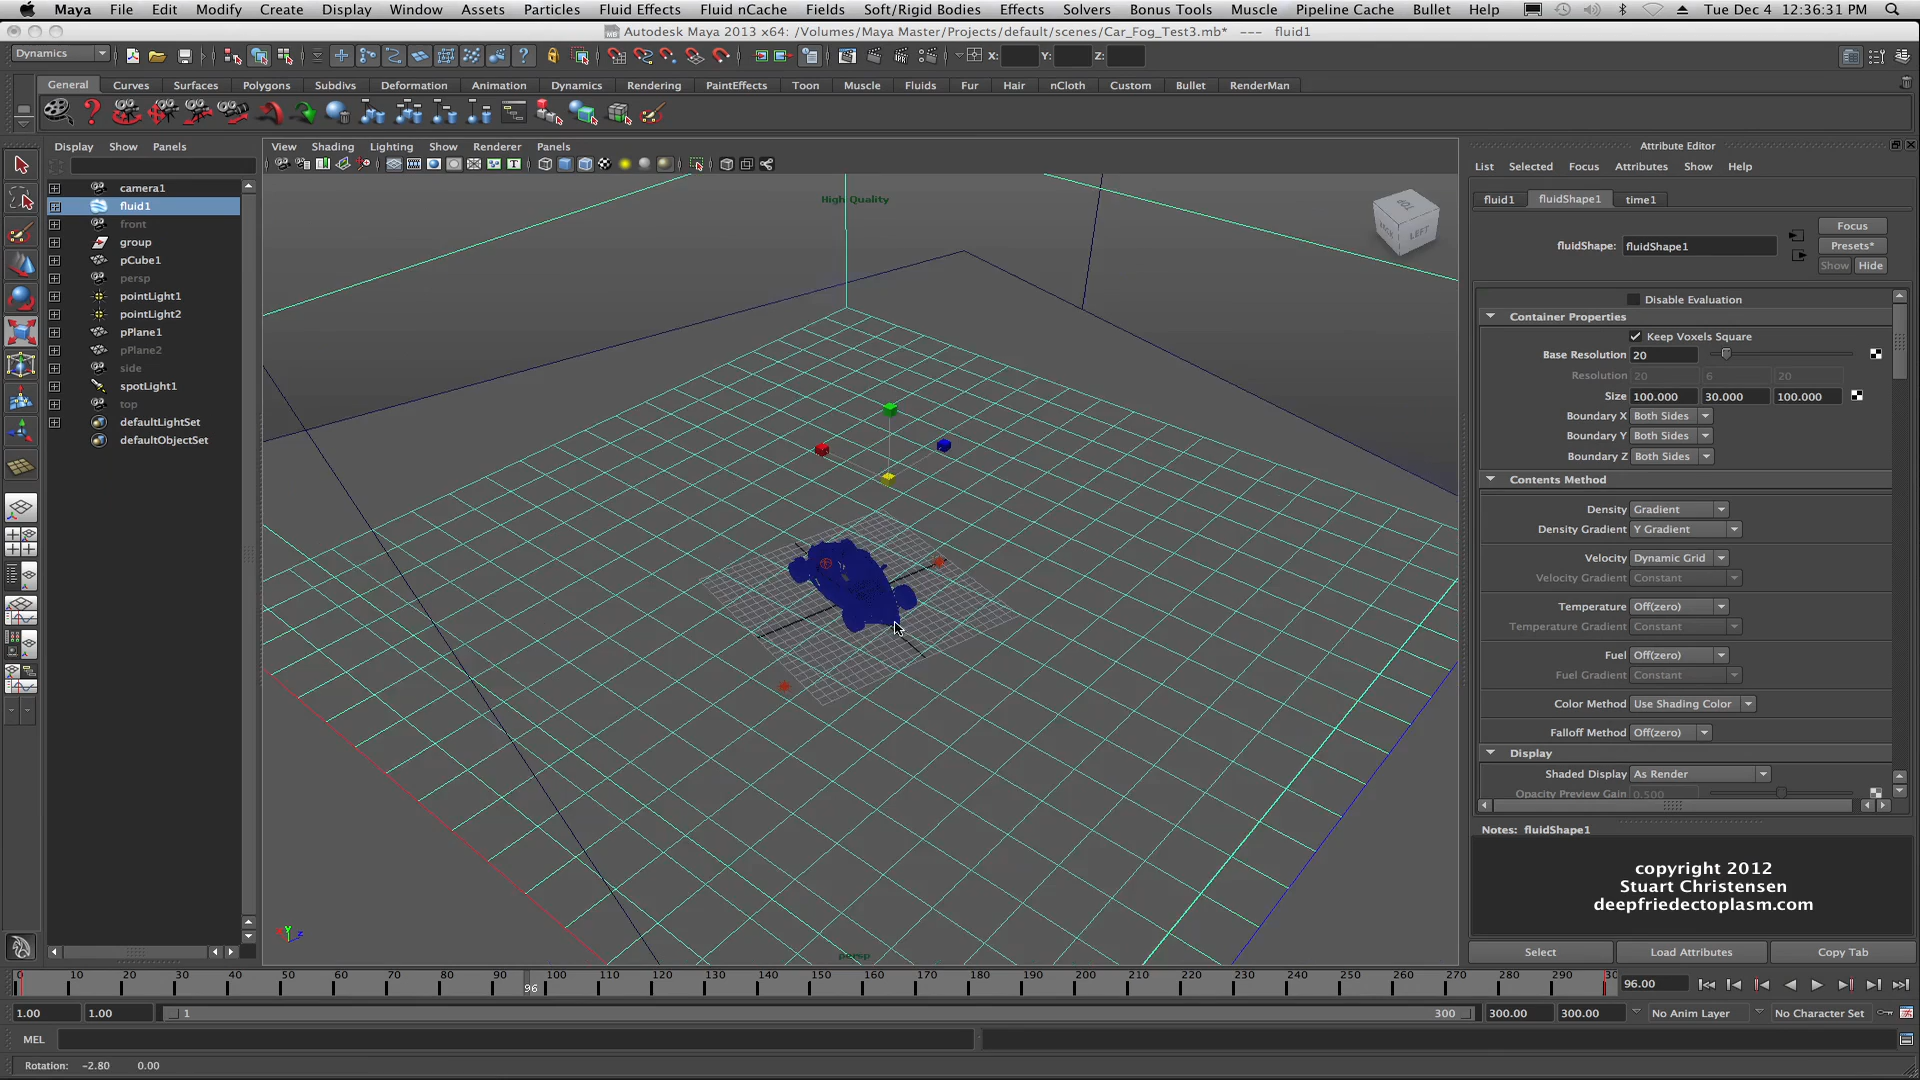 Maya File Edit Modify Create Display Window Assets Particles Fluid Effects Fluid nCache Fields Soft/Rigid Bodies Effects Solvers Bonus Tools Muscle Pipeline Cache Bullet Help Tue Dec 4 12:36:31 PM
Autodesk Maya 2013 x64: /Volumes/Maya Master/Projects/default/scenes/Car_Fog_Test3.mb* --- fluid1
Dynamics X: Y: Z:
General Curves Surfaces Polygons Subdivs Deformation Animation Dynamics Rendering PaintEffects Toon Muscle Fluids Fur Hair nCloth Custom Bullet RenderMan
Display Show Panels
View Shading Lighting Show Renderer Panels
camera1
fluid1
front
group
pCube1
persp
pointLight1
pointLight2
pPlane1
pPlane2
side
spotLight1
top
defaultLightSet
defaultObjectSet
High Quality
TOP
BACK LEFT
persp
Attribute Editor
List Selected Focus Attributes Show Help
fluid1 fluidShape1 time1
Focus
fluidShape: fluidShape1 Presets*
Show Hide
Disable Evaluation
Container Properties
Keep Voxels Square
Base Resolution 20
Resolution 20 6 20
Size 100.000 30.000 100.000
Boundary X Both Sides
Boundary Y Both Sides
Boundary Z Both Sides
Contents Method
Density Gradient
Density Gradient Y Gradient
Velocity Dynamic Grid
Velocity Gradient Constant
Temperature Off(zero)
Temperature Gradient Constant
Fuel Off(zero)
Fuel Gradient Constant
Color Method Use Shading Color
Falloff Method Off(zero)
Display
Shaded Display As Render
Opacity Preview Gain 0.500
Notes: fluidShape1
copyright 2012
Stuart Christensen
deepfriedectoplasm.com
Select Load Attributes Copy Tab
0 10 20 30 40 50 60 70 80 90 100 110 120 130 140 150 160 170 180 190 200 210 220 230 240 250 260 270 280 290 30
96 96.00
1.00 1.00 1 300 300.00 300.00 No Anim Layer No Character Set
MEL
Rotation: -2.80 0.00